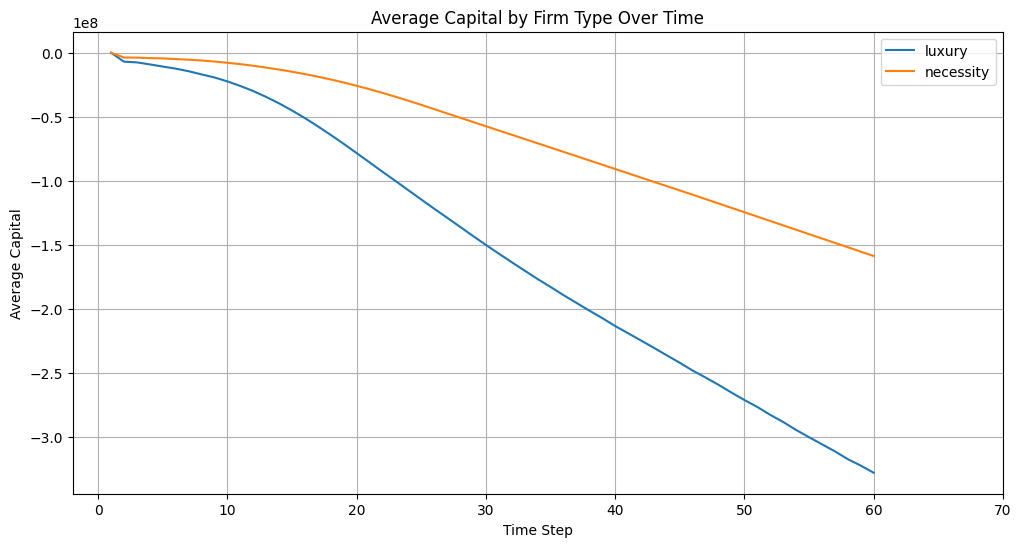 Average Capital by Firm Type Over Time
1e8
luxury
necessity
0.0
−0.5
−1.0
−1.5
−2.0
−2.5
−3.0
Average Capital
0 10 20 30 40 50 60 70
Time Step